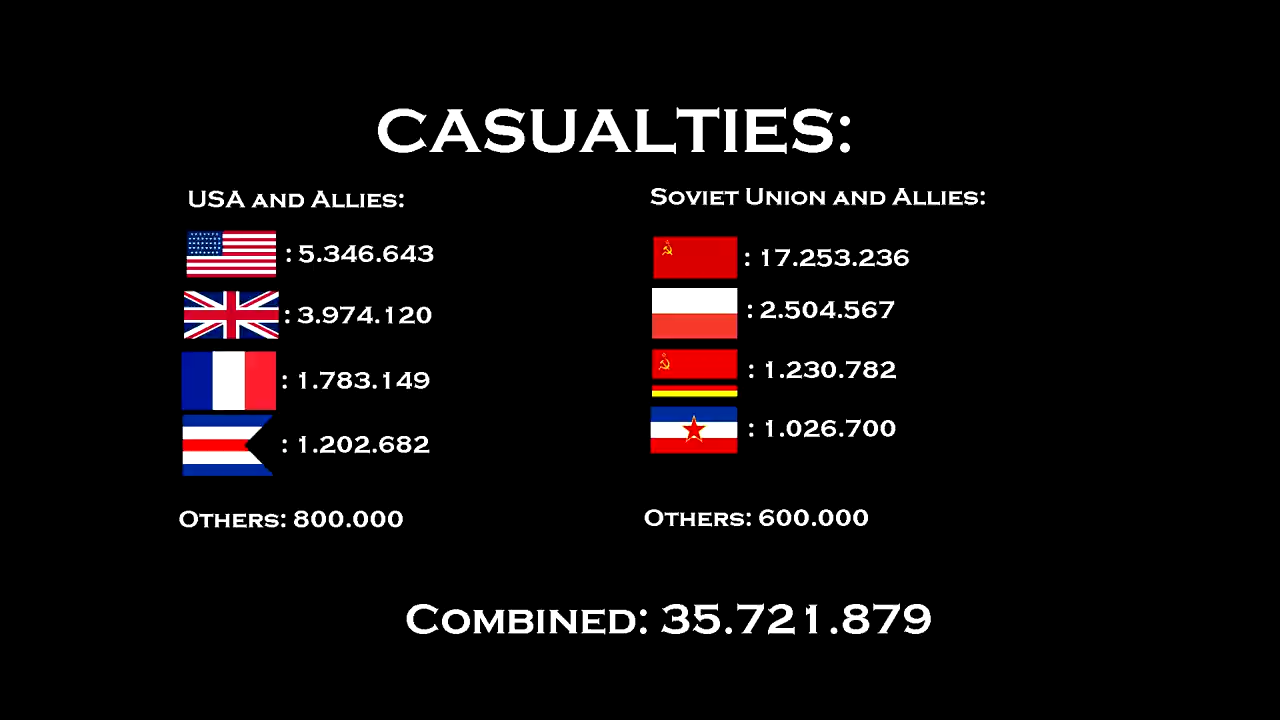 CASUALTIES:
USA AND ALLIES:
: 5.346.643
: 3.974.120
: 1.783.149
: 1.202.682
OTHERS: 800.000
SOVIET UNION AND ALLIES:
: 17.253.236
: 2.504.567
: 1.230.782
: 1.026.700
OTHERS: 600.000
COMBINED: 35.721.879